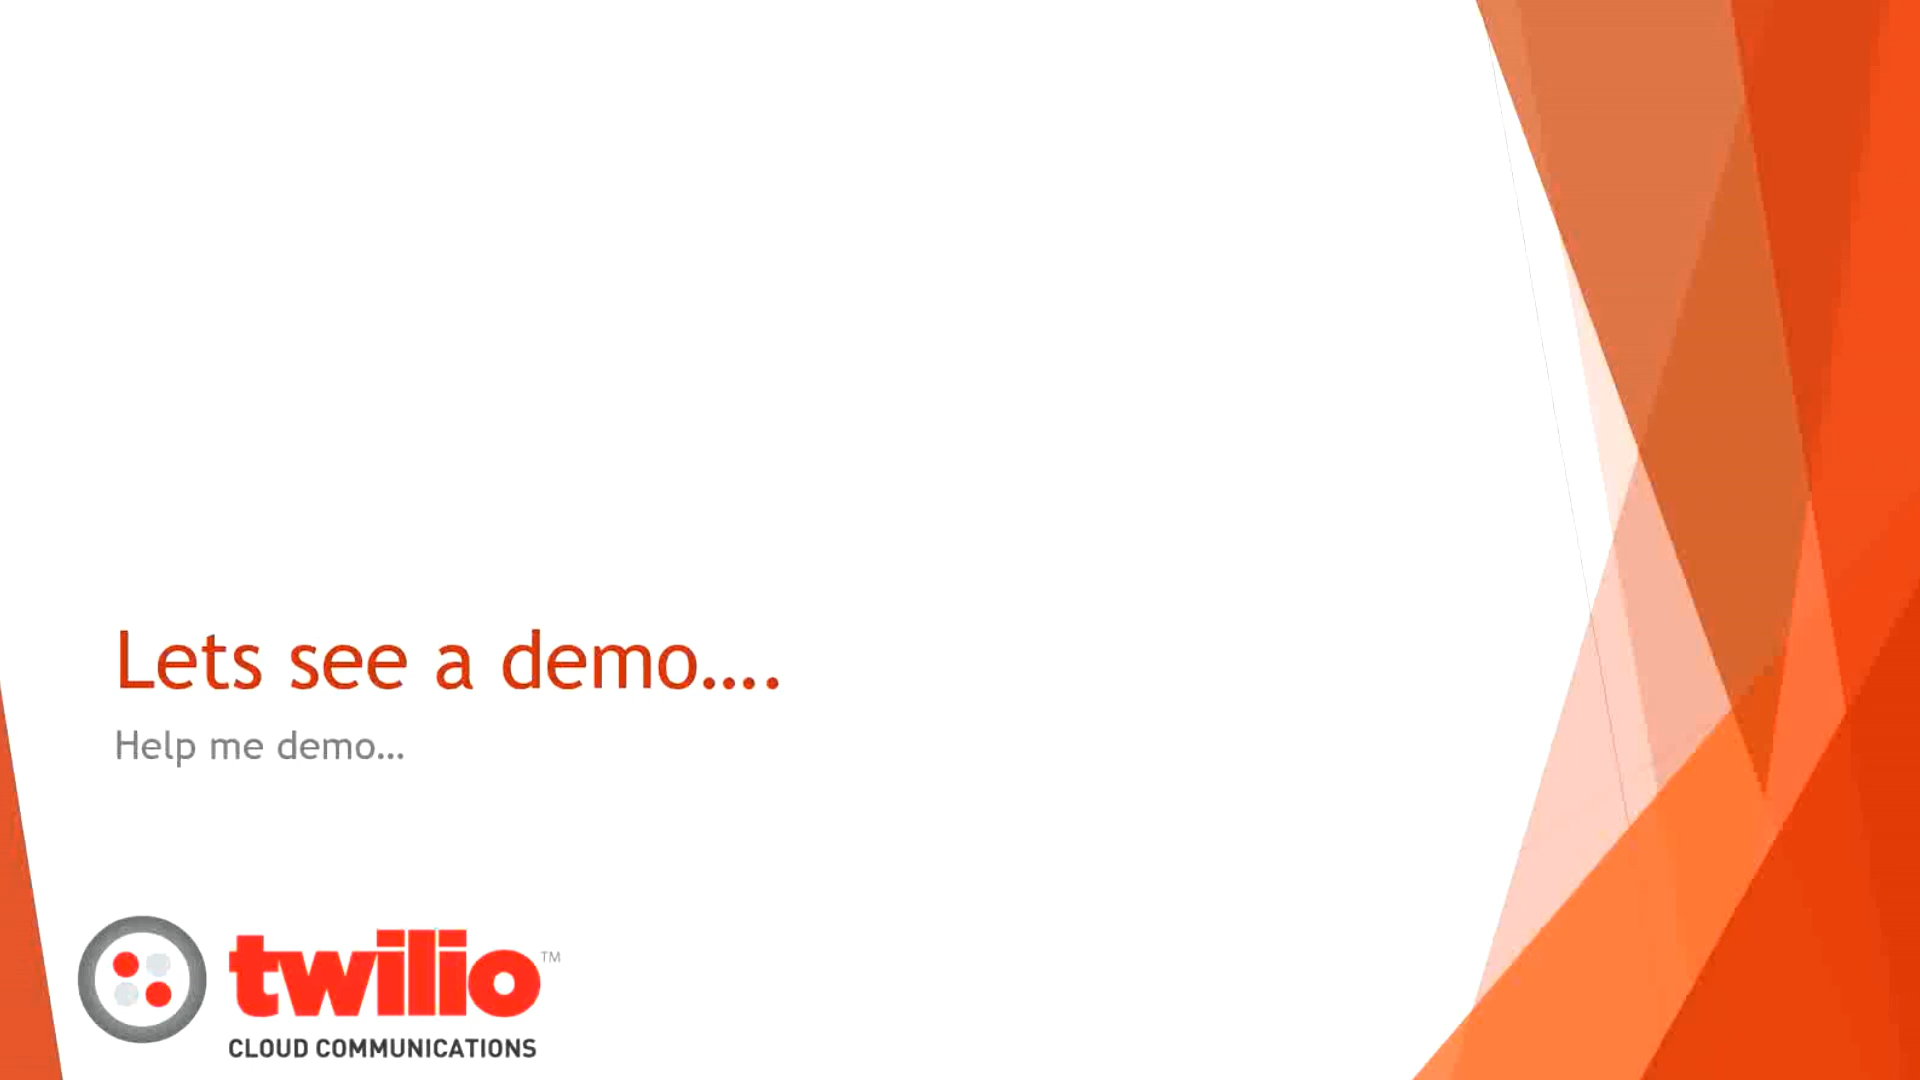 Lets see a demo....
Help me demo...
twilio™
CLOUD COMMUNICATIONS